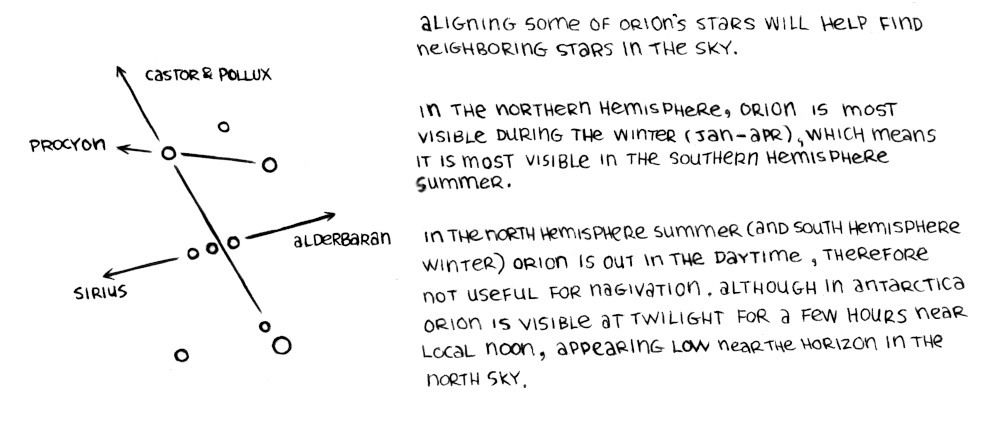 CASTOR & POLLUX
PROCYON
ALDERBARAN
SIRIUS
ALIGNING SOME OF ORION'S STARS WILL HELP FIND
NEIGHBORING STARS IN THE SKY.
IN THE NORTHERN HEMISPHERE, ORION IS MOST
VISIBLE DURING THE WINTER (JAN-APR), WHICH MEANS
IT IS MOST VISIBLE IN THE SOUTHERN HEMISPHERE
SUMMER.
IN THE NORTH HEMISPHERE SUMMER (AND SOUTH HEMISPHERE
WINTER) ORION IS OUT IN THE DAYTIME, THEREFORE
NOT USEFUL FOR NAGIVATION. ALTHOUGH IN ANTARCTICA
ORION IS VISIBLE AT TWILIGHT FOR A FEW HOURS NEAR
LOCAL NOON, APPEARING LOW NEAR THE HORIZON IN THE
NORTH SKY.